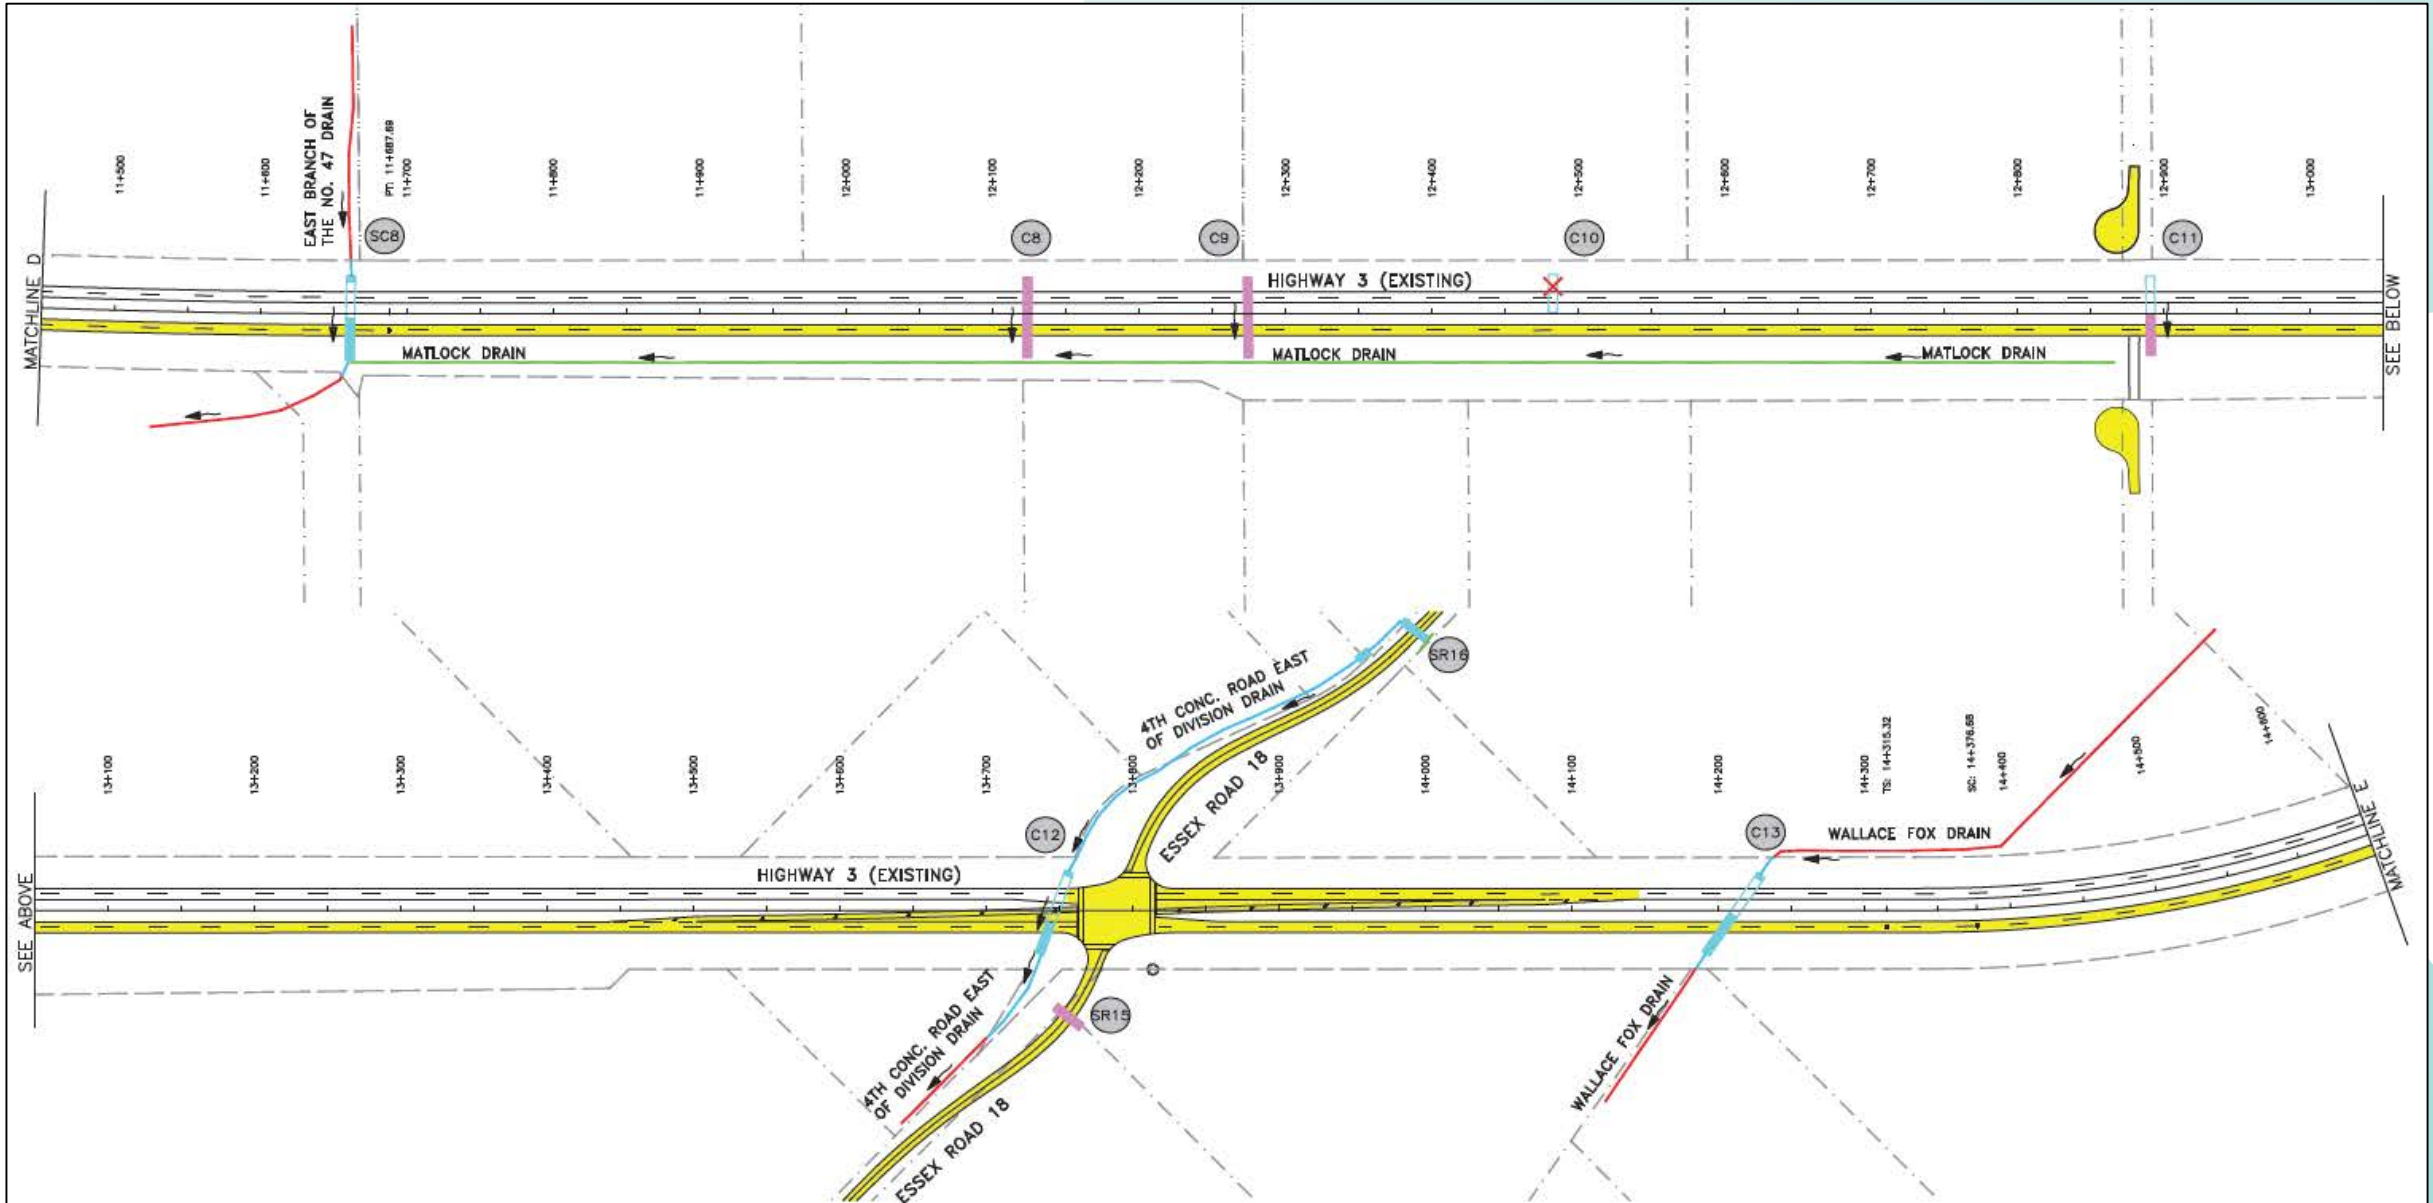 11+500
11+600
EAST BRANCH OF
THE NO. 47 DRAIN
PT: 11+687.69
11+700
11+800
11+900
12+000
12+100
12+200
12+300
12+400
12+500
12+600
12+700
12+800
12+900
13+000
SC8
C8
C9
C10
C11
MATCHLINE D
HIGHWAY 3 (EXISTING)
SEE BELOW
MATLOCK DRAIN
MATLOCK DRAIN
MATLOCK DRAIN
SR16
4TH CONC. ROAD EAST
OF DIVISION DRAIN
ESSEX ROAD 18
13+100
13+200
13+300
13+400
13+500
13+600
13+700
13+800
13+900
14+000
14+100
14+200
14+300
TS: 14+315.32
SC: 14+376.68
14+400
14+500
14+600
C12
C13
WALLACE FOX DRAIN
MATCHLINE E
HIGHWAY 3 (EXISTING)
SEE ABOVE
SR15
4TH CONC. ROAD EAST
OF DIVISION DRAIN
ESSEX ROAD 18
WALLACE FOX DRAIN